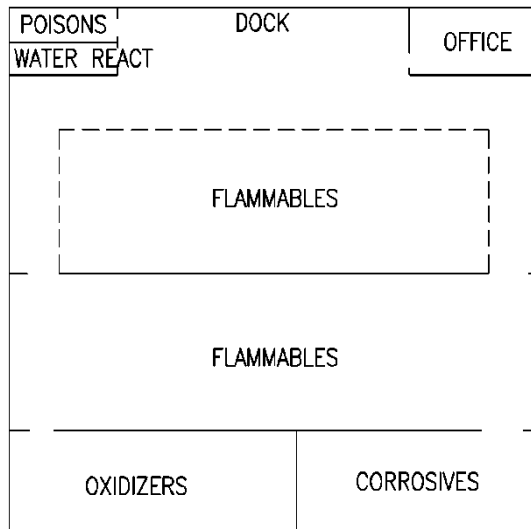 POISONS
DOCK
OFFICE
WATER REACT
FLAMMABLES
FLAMMABLES
OXIDIZERS
CORROSIVES